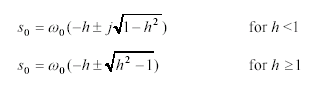 s₀ = ω₀(-h ± j√(1-h²)) for h <1
s₀ = ω₀(-h ± √(h² -1)) for h ≥1